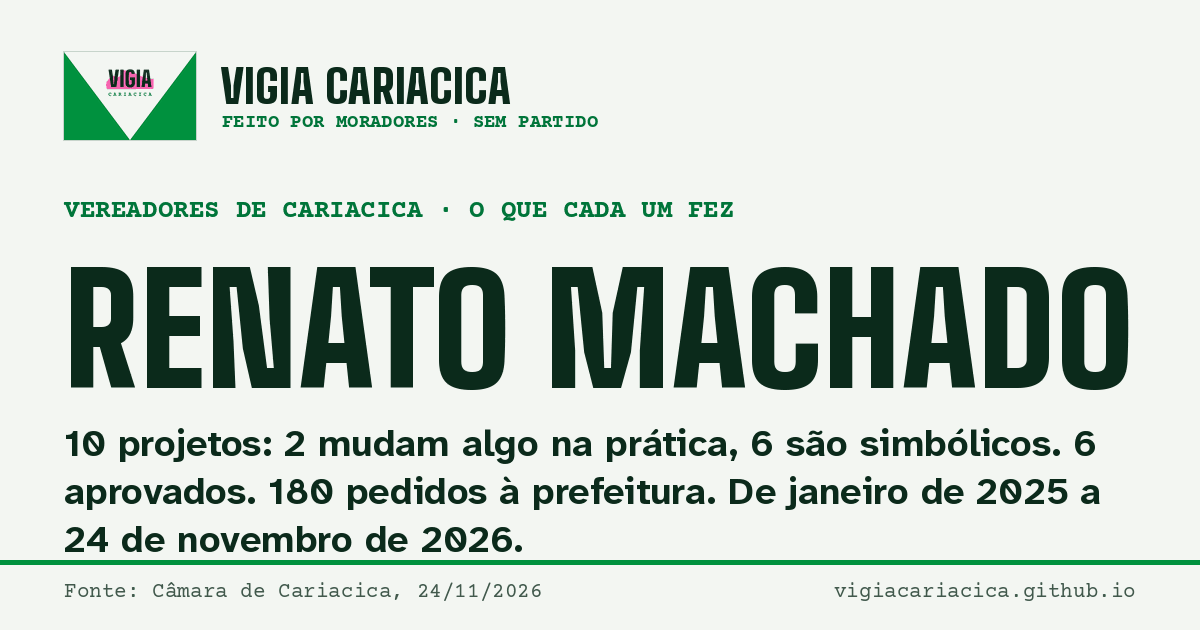 VIGIA
CARIACICA
VIGIA CARIACICA
FEITO POR MORADORES · SEM PARTIDO
VEREADORES DE CARIACICA · O QUE CADA UM FEZ
RENATO MACHADO
10 projetos: 2 mudam algo na prática, 6 são simbólicos. 6
aprovados. 180 pedidos à prefeitura. De janeiro de 2025 a
24 de novembro de 2026.
Fonte: Câmara de Cariacica, 24/11/2026
vigiacariacica.github.io